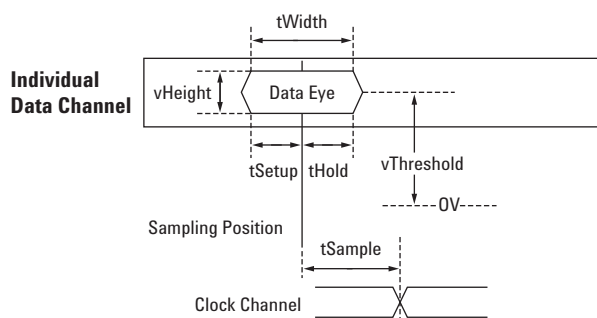 tWidth
Individual
Data Channel
vHeight
Data Eye
tSetup
tHold
vThreshold
0V
Sampling Position
tSample
Clock Channel